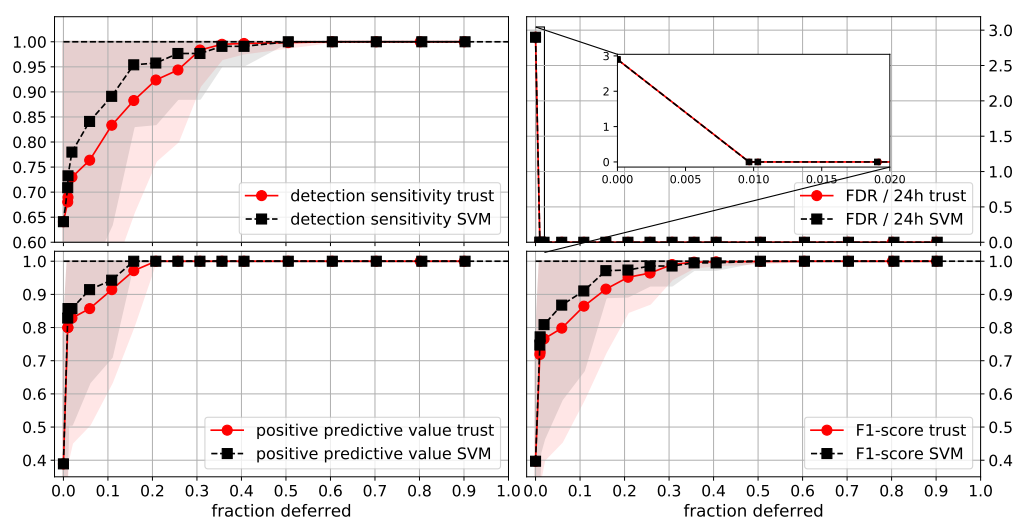 1.00
0.95
0.90
0.85
0.80
0.75
0.70
0.65
0.60
detection sensitivity trust
detection sensitivity SVM
3.0
2.5
2.0
1.5
1.0
0.5
0.0
3
2
1
0
0.000 0.005 0.010 0.015 0.020
FDR / 24h trust
FDR / 24h SVM
1.0
0.9
0.8
0.7
0.6
0.5
0.4
positive predictive value trust
positive predictive value SVM
0.0 0.1 0.2 0.3 0.4 0.5 0.6 0.7 0.8 0.9 1.0
fraction deferred
1.0
0.9
0.8
0.7
0.6
0.5
0.4
F1-score trust
F1-score SVM
0.0 0.1 0.2 0.3 0.4 0.5 0.6 0.7 0.8 0.9 1.0
fraction deferred